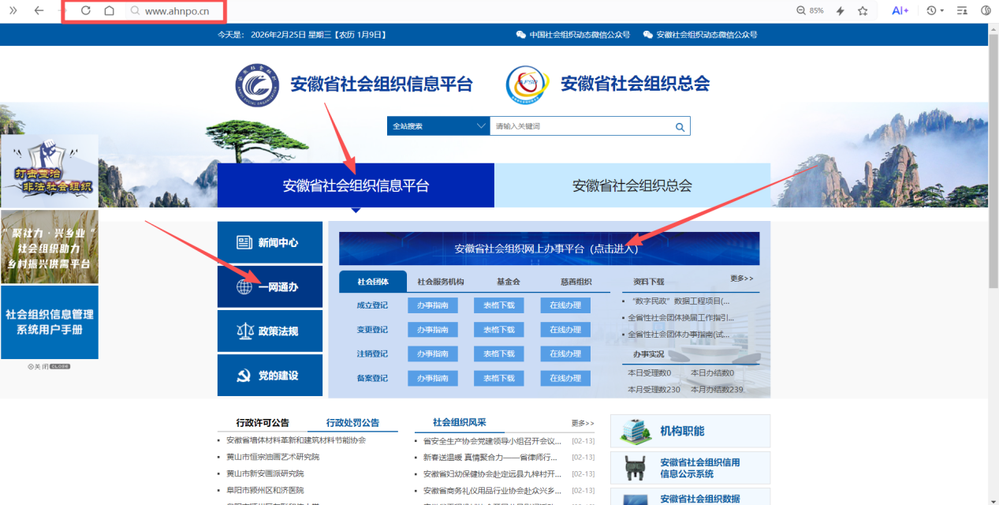 www.ahnpo.cn
85%
AI+
今天是： 2026年2月25日 星期三【农历 1月9日】
中国社会组织动态微信公众号
安徽社会组织动态微信公众号
安徽省社会组织信息平台
安徽省社会组织总会
全站搜索
请输入关键词
打击整治
非法社会组织
安徽省社会组织信息平台
安徽省社会组织总会
“聚社力·兴乡业”
社会组织助力
乡村振兴供需平台
社会组织信息管理
系统用户手册
关闭 CLOSE
新闻中心
一网通办
政策法规
党的建设
安徽省社会组织网上办事平台（点击进入）
社会团体 社会服务机构 基金会 慈善组织
成立登记 办事指南 表格下载 在线办理
变更登记 办事指南 表格下载 在线办理
注销登记 办事指南 表格下载 在线办理
备案登记 办事指南 表格下载 在线办理
资料下载 更多>>
“数字民政”数据工程项目(...
全省性社会团体换届工作指引...
全省性社会团体办事指南(试...
办事实况
本日受理数0 本日办结数0
本月受理数230 本月办结数239
行政许可公告 行政处罚公告
安徽省墙体材料革新和建筑材料节能协会
黄山市恒宗油画艺术研究院
黄山市新安画派研究院
阜阳市颍州区和济医院
社会组织风采 更多>>
省安全生产协会党建领导小组召开会议... [02-13]
新春送温暖 真情聚合力——省律师行... [02-13]
安徽省妇幼保健协会赴定远县九梓村开... [02-13]
安徽省商务礼仪用品行业协会赴众兴乡... [02-13]
机构职能
安徽省社会组织信用
信息公示系统
安徽省社会组织数据